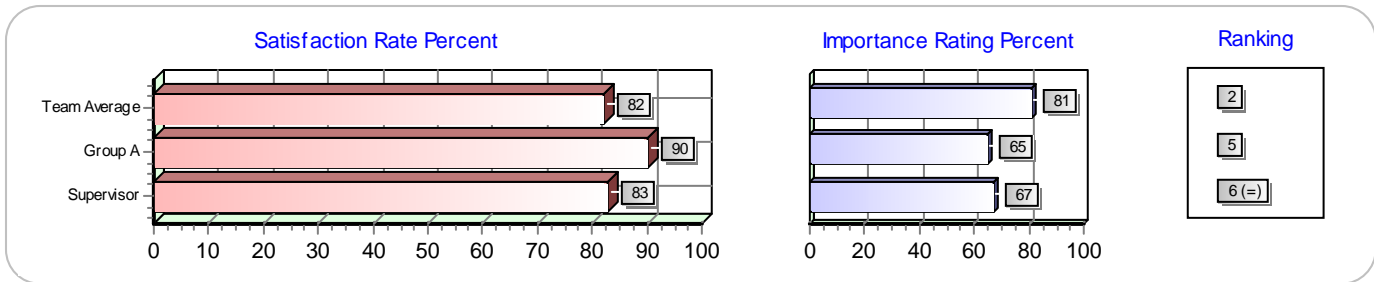 Satisfaction Rate Percent
Importance Rating Percent
Ranking
Team Average
82
81
2
Group A
90
65
5
Supervisor
83
67
6 (=)
0 10 20 30 40 50 60 70 80 90 100
0 20 40 60 80 100